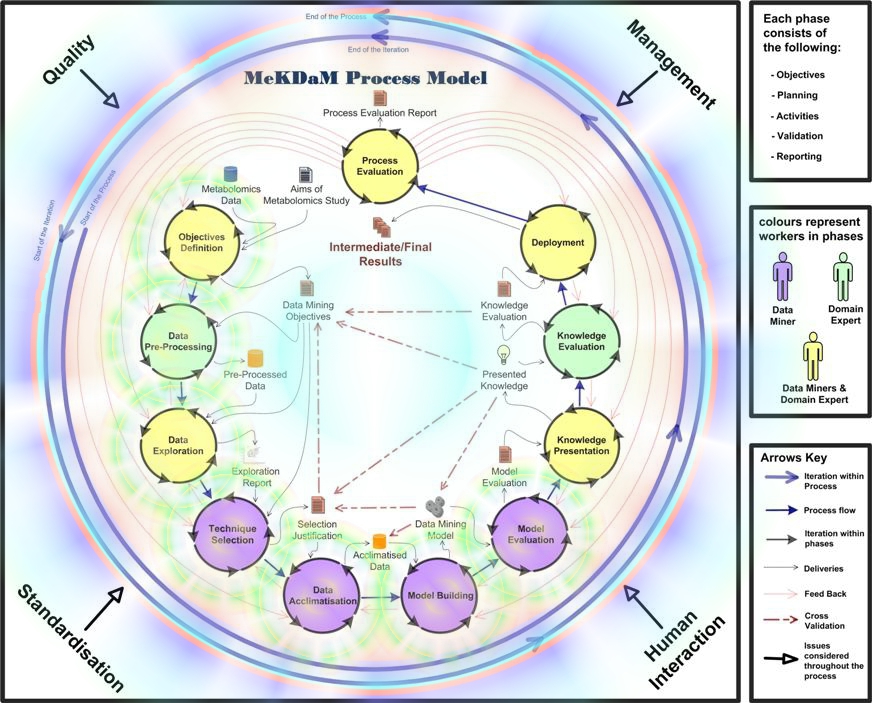 End of the Process
End of the Iteration
MeKDaM Process Model
Quality
Management
Standardisation
Human
Interaction
Start of the Iteration
Start of the Process
Process Evaluation Report
Process
Evaluation
Metabolomics
Data
Aims of
Metabolomics Study
Objectives
Definition
Intermediate/Final
Results
Deployment
Data Mining
Objectives
Knowledge
Evaluation
Data
Pre-Processing
Knowledge
Evaluation
Pre-Processed
Data
Presented
Knowledge
Data
Exploration
Knowledge
Presentation
Exploration
Report
Model
Evaluation
Technique
Selection
Selection
Justification
Data Mining
Model
Model
Evaluation
Acclimatised
Data
Data
Acclimatisation
Model Building
Each phase
consists of
the following:
- Objectives
- Planning
- Activities
- Validation
- Reporting
colours represent
workers in phases
Data
Miner
Domain
Expert
Data Miners &
Domain Expert
Arrows Key
Iteration within
Process
Process flow
Iteration within
phases
Deliveries
Feed Back
Cross
Validation
Issues
considered
throughout the
process